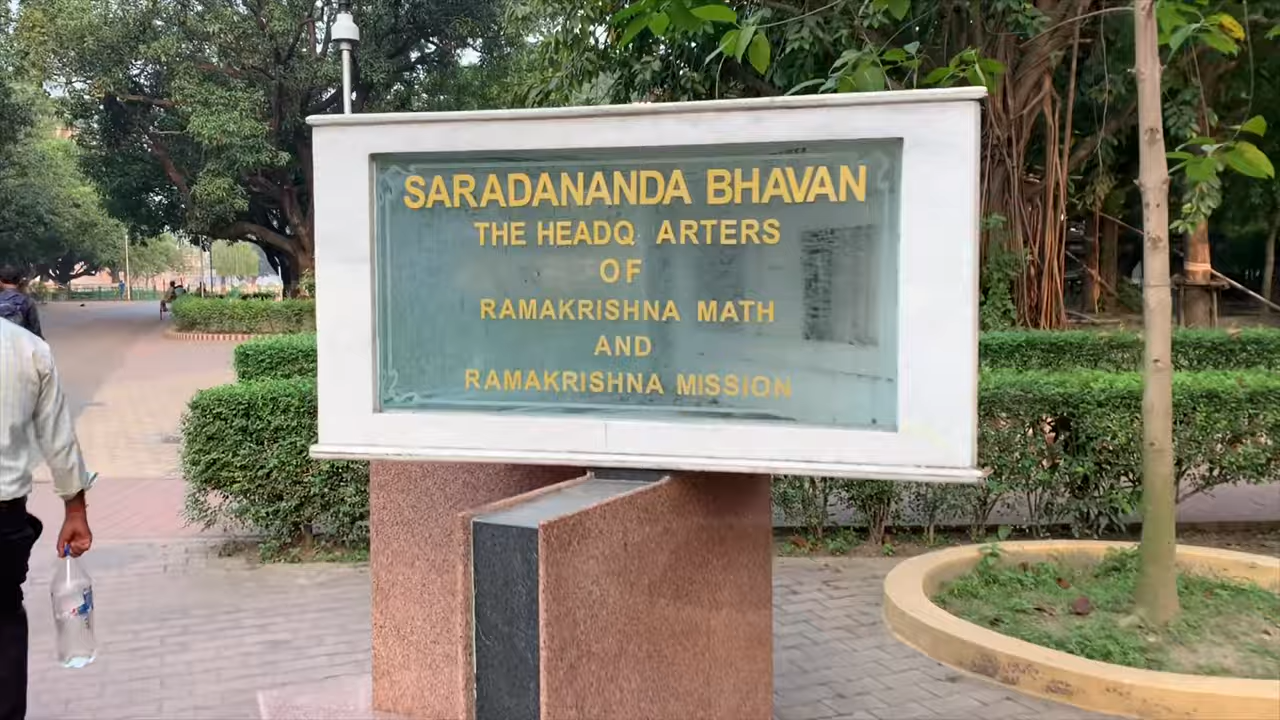 SARADANANDA BHAVAN
THE HEADQ ARTERS
OF
RAMAKRISHNA MATH
AND
RAMAKRISHNA MISSION